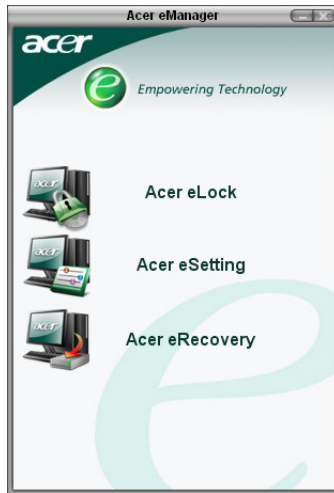 Acer eManager
acer
e Empowering Technology
Acer eLock
Acer eSetting
Acer eRecovery